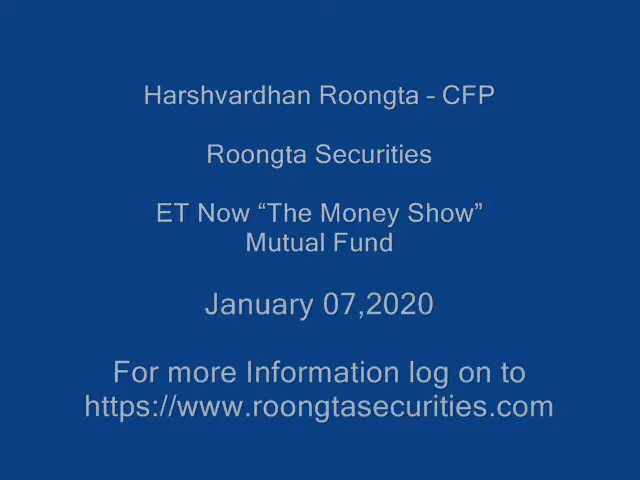 Harshvardhan Roongta – CFP
Roongta Securities
ET Now “The Money Show”
Mutual Fund
January 07,2020
For more Information log on to
https://www.roongtasecurities.com